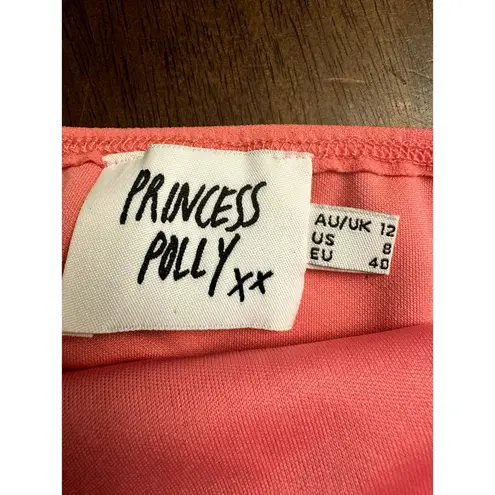 PRINCESS
POLLY xx
AU/UK 12
US 8
EU 40